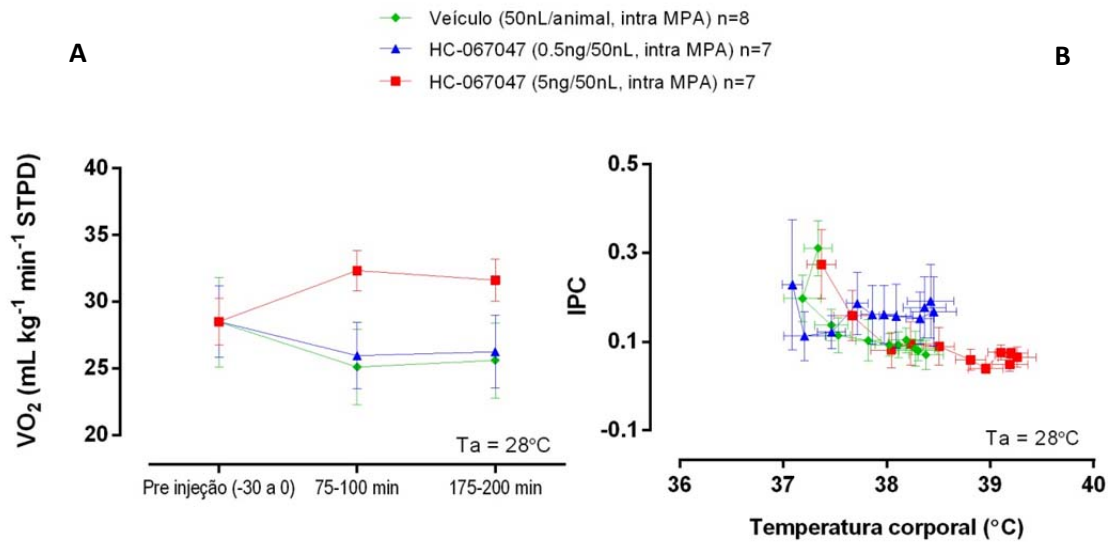 Veículo (50nL/animal, intra MPA) n=8
A
HC-067047 (0.5ng/50nL, intra MPA) n=7
B
HC-067047 (5ng/50nL, intra MPA) n=7
VO₂ (mL kg⁻¹ min⁻¹ STPD)
40
35
30
25
20
Ta = 28°C
Pre injeção (-30 a 0)
75-100 min
175-200 min
IPC
0.5
0.3
0.1
-0.1
Ta = 28°C
36
37
38
39
40
Temperatura corporal (°C)